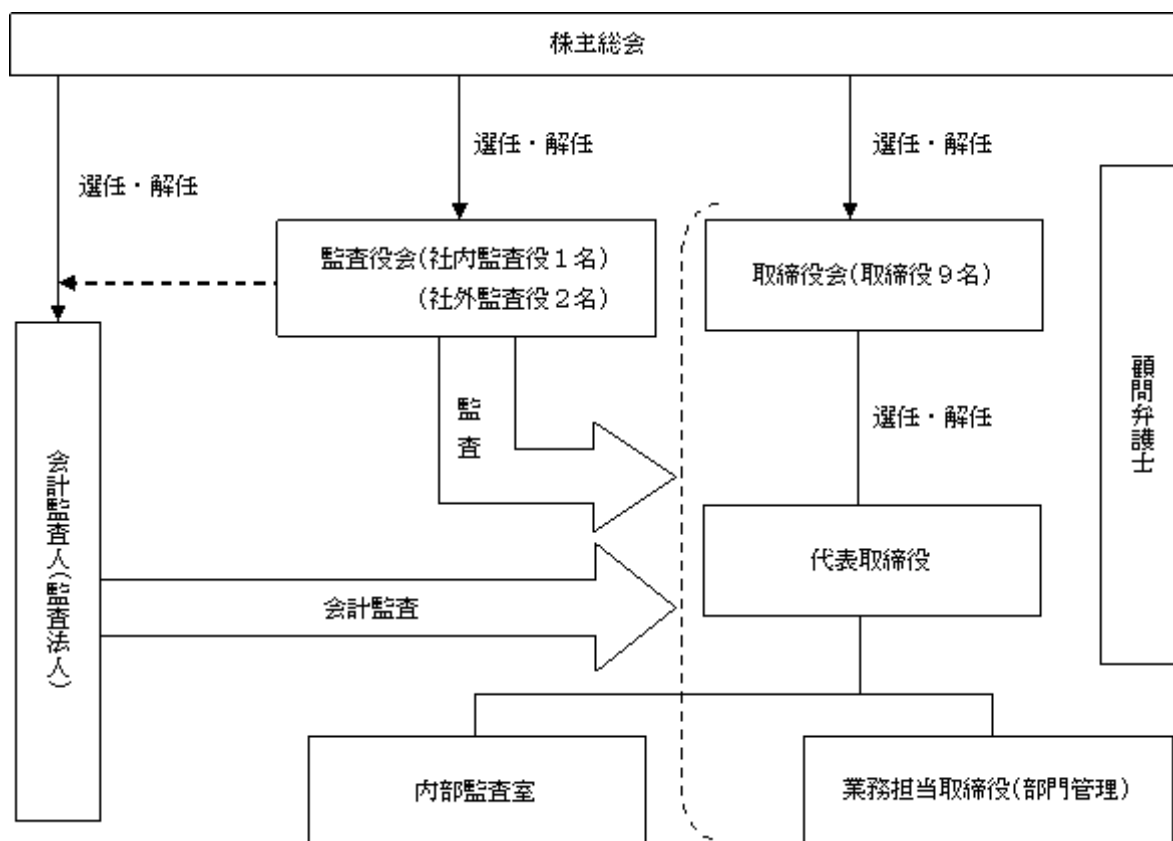 株主総会
選任・解任
選任・解任
選任・解任
監査役会(社内監査役1名)
(社外監査役2名)
取締役会(取締役9名)
顧問弁護士
監査
選任・解任
会計監査人(監査法人)
代表取締役
会計監査
内部監査室
業務担当取締役(部門管理)